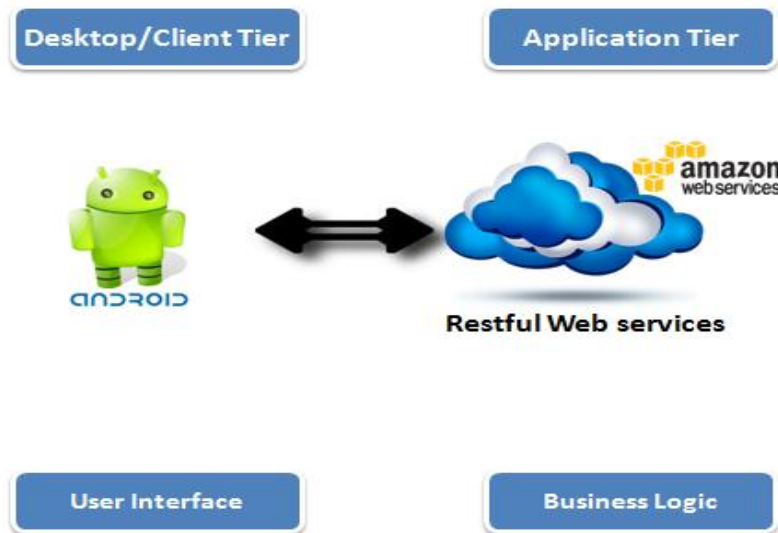 Desktop/Client Tier
Application Tier
amazon
webservices
ANDROID
Restful Web services
User Interface
Business Logic